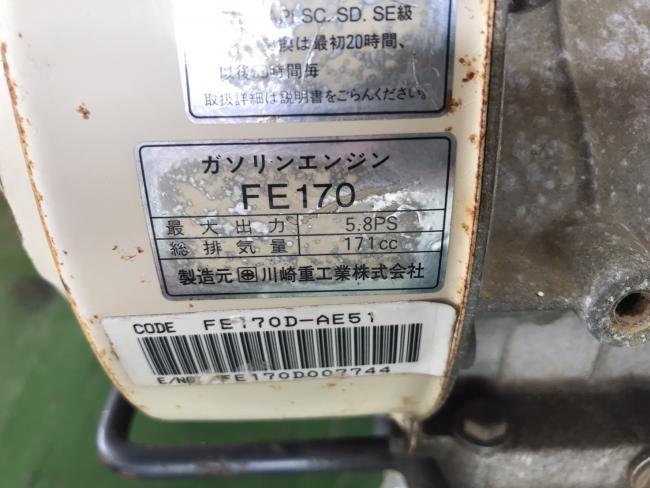 SC. SD. SE級
は最初20時間、
以後 時間毎
取扱詳細は説明書をごらんください。
ガソリンエンジン
FE170
最大出力 5.8PS
総排気量 171cc
製造元 川崎重工業株式会社
CODE FE170D-AE51
E/NO FE170D007744